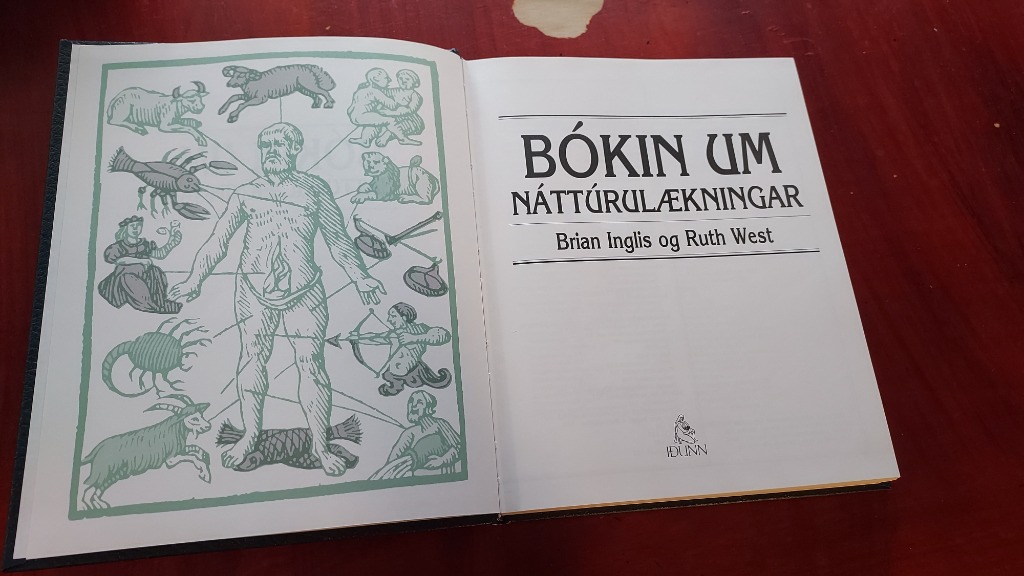 BÓKIN UM
NÁTTÚRULÆKNINGAR
Brian Inglis og Ruth West
IÐUNN